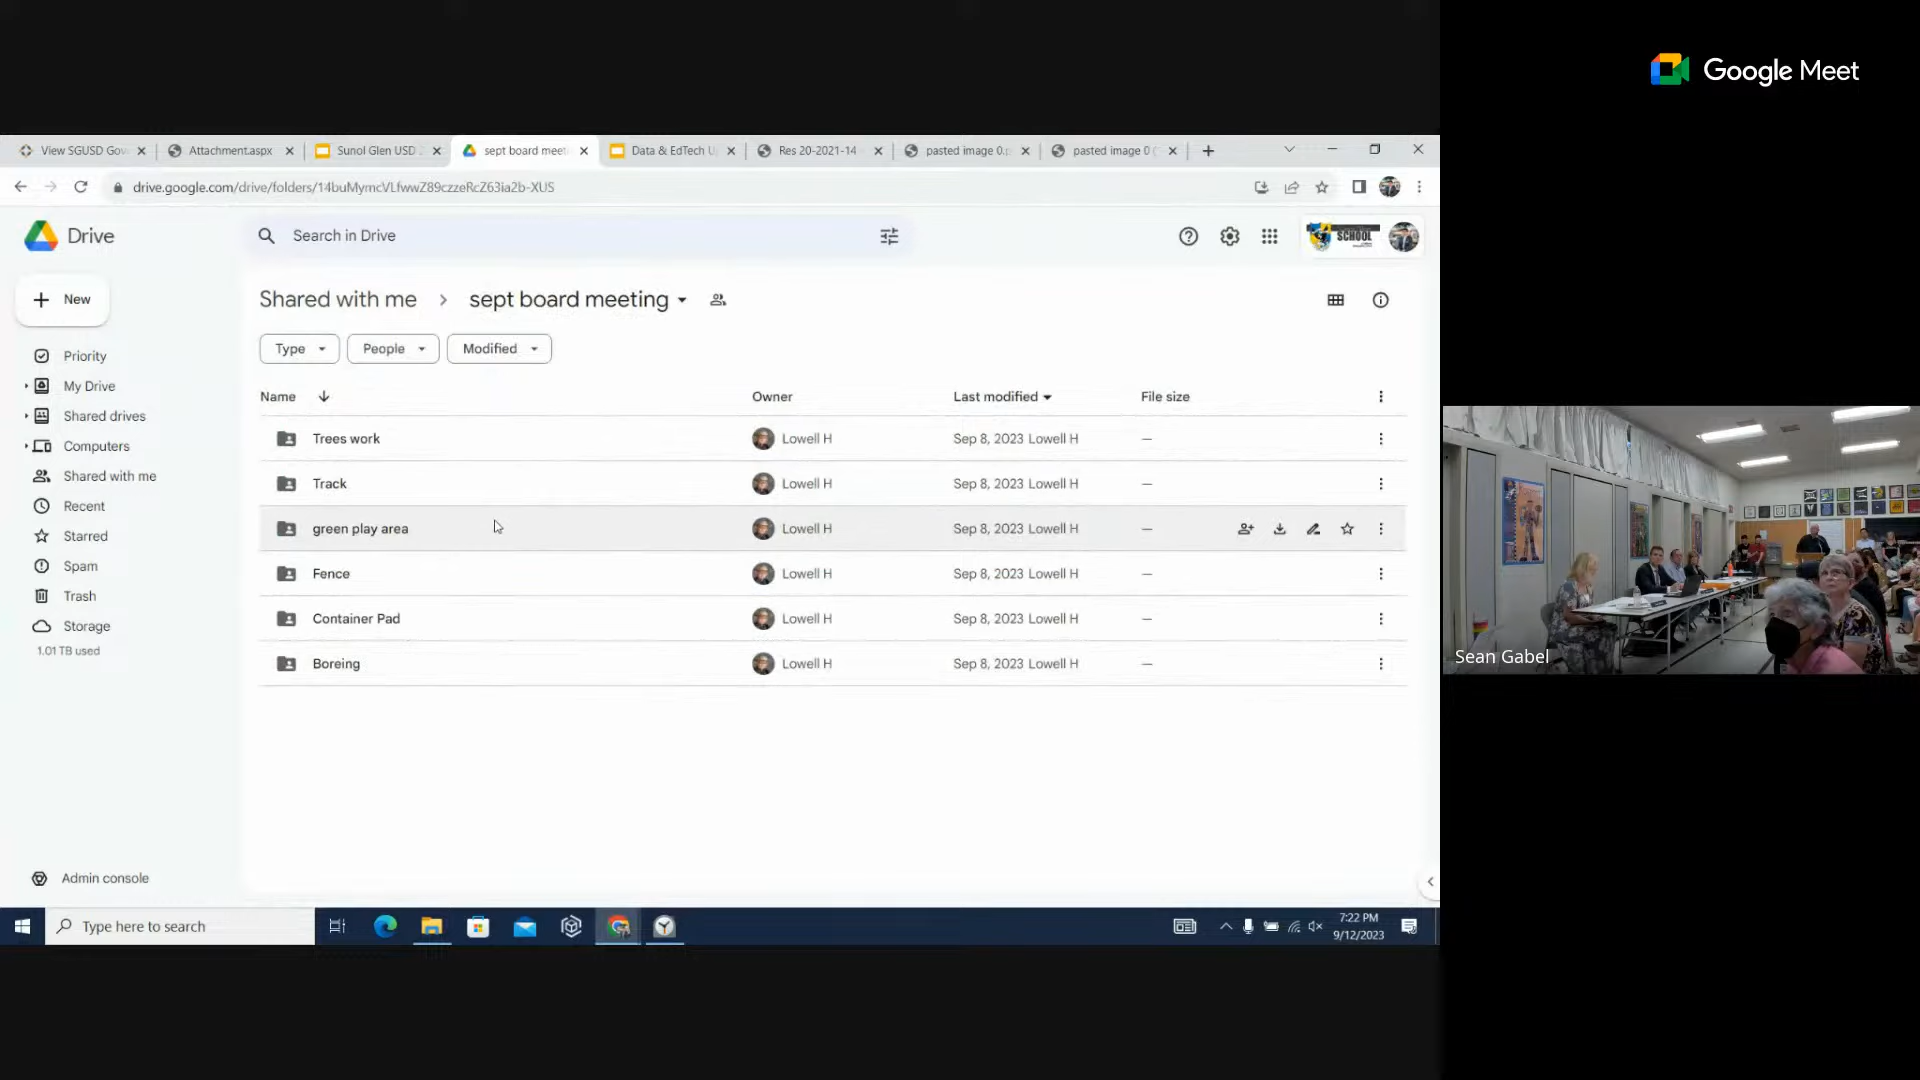 Google Meet
View SGUSD Gov
Attachment.aspx
Sunol Glen USD 2
sept board meet
Data & EdTech U
Res 20-2021-14
pasted image 0.p
pasted image 0 (
drive.google.com/drive/folders/14buMymcVLfwwZ89czzeRcZ63ia2b-XUS
Drive
Search in Drive
SCHOOL
New
Shared with me
sept board meeting
Type
People
Modified
Priority
My Drive
Shared drives
Computers
Shared with me
Recent
Starred
Spam
Trash
Storage
1.01 TB used
Admin console
Name
Owner
Last modified
File size
Trees work Lowell H Sep 8, 2023 Lowell H —
Track Lowell H Sep 8, 2023 Lowell H —
green play area Lowell H Sep 8, 2023 Lowell H —
Fence Lowell H Sep 8, 2023 Lowell H —
Container Pad Lowell H Sep 8, 2023 Lowell H —
Boreing Lowell H Sep 8, 2023 Lowell H —
Sean Gabel
Type here to search
7:22 PM
9/12/2023